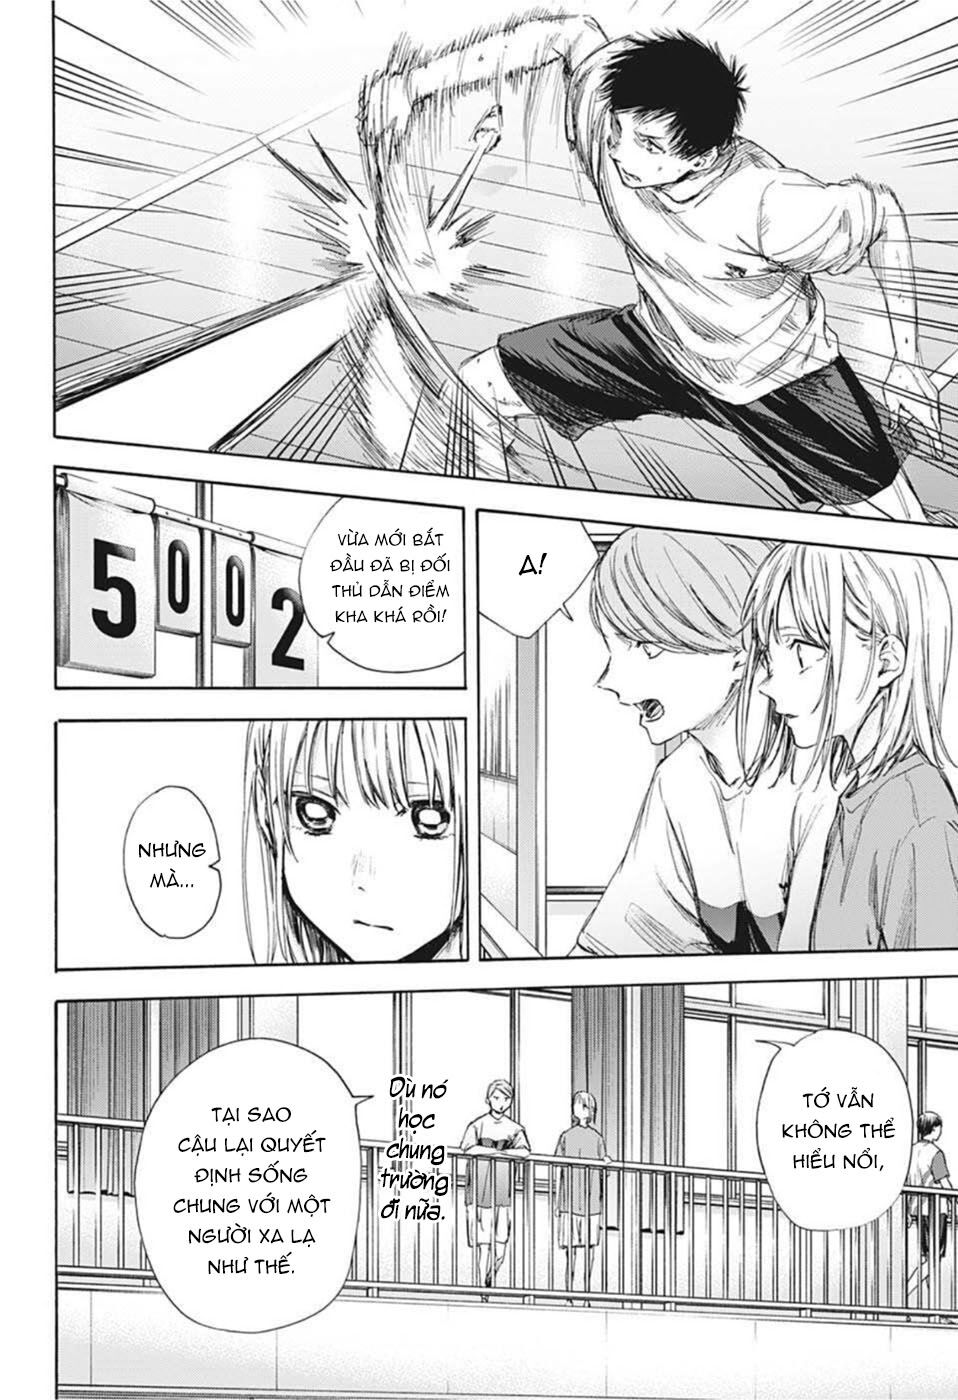 A!
VỪA MỚI BẮT
ĐẦU ĐÃ BỊ ĐỐI
THỦ DẪN ĐIỂM
KHA KHÁ RỒI!
5 0 0 2
NHƯNG
MÀ...
TỚ VẪN
KHÔNG THỂ
HIỂU NỔI,
Dù nó
học
chung
trường
đi nữa.
TẠI SAO
CẬU LẠI QUYẾT
ĐỊNH SỐNG
CHUNG VỚI MỘT
NGƯỜI XA LẠ
NHƯ THẾ.